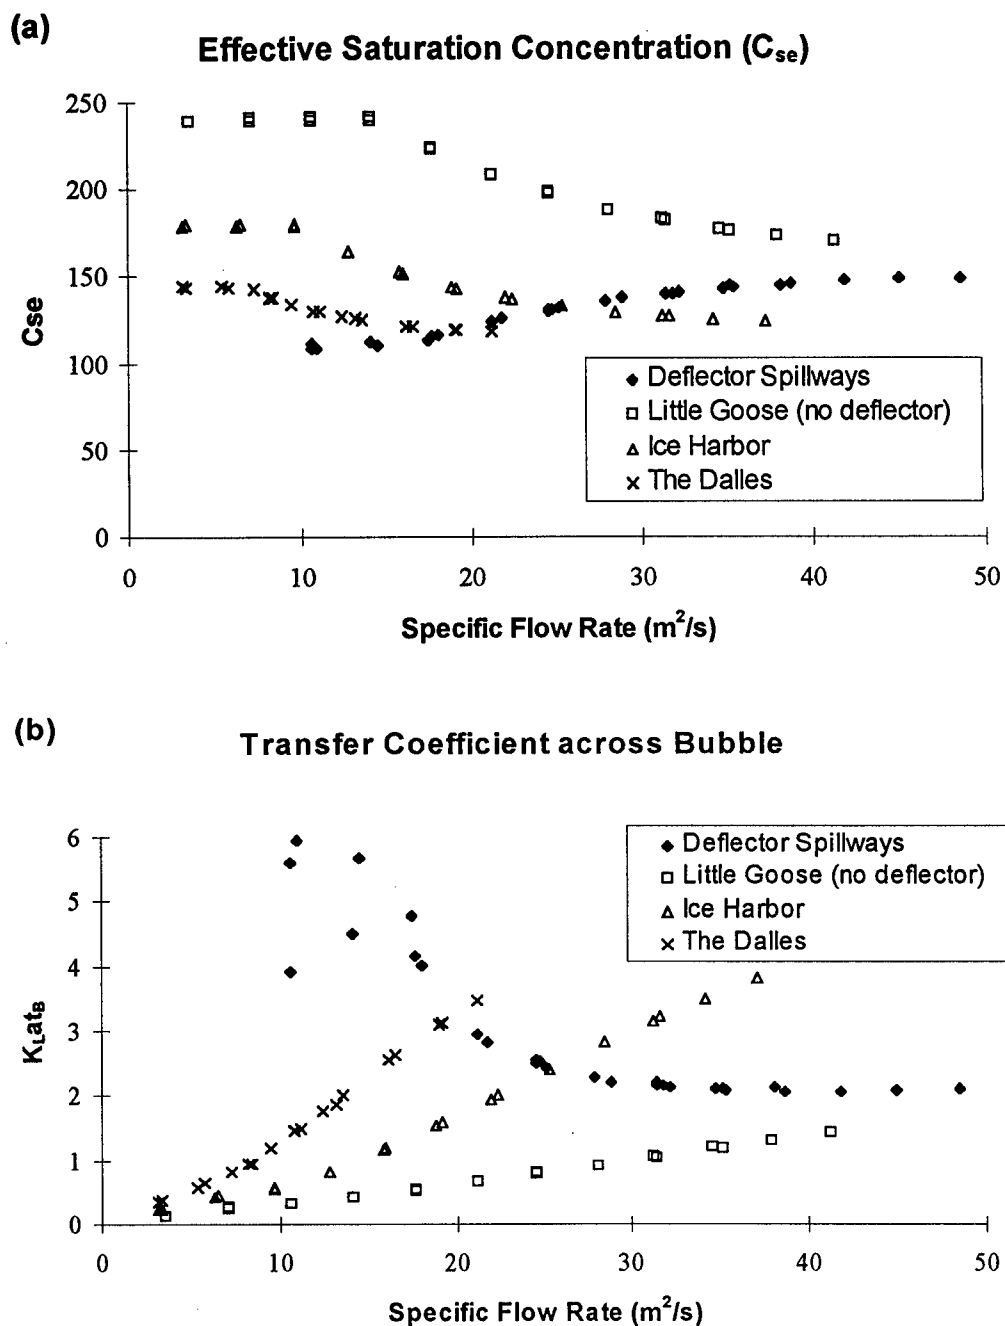 (a)
Effective Saturation Concentration (Cse)
250
200
150
100
50
0
Cse
0 10 20 30 40 50
Specific Flow Rate (m²/s)
Deflector Spillways
Little Goose (no deflector)
Ice Harbor
The Dalles
(b)
Transfer Coefficient across Bubble
6
5
4
3
2
1
0
KLatB
0 10 20 30 40 50
Specific Flow Rate (m²/s)
Deflector Spillways
Little Goose (no deflector)
Ice Harbor
The Dalles